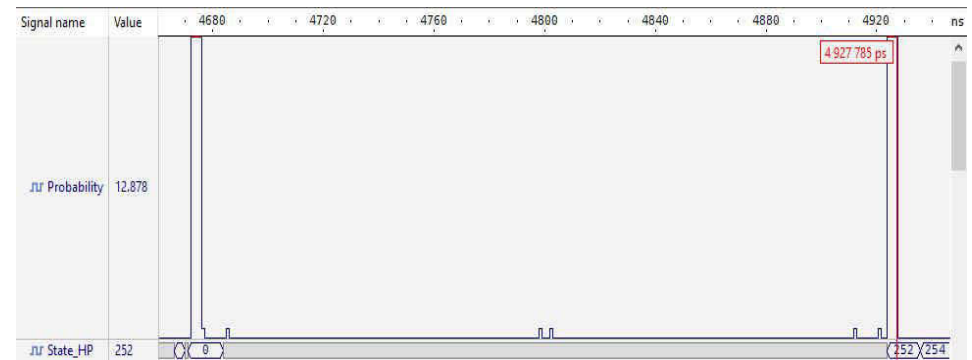 Signal name Value 4680 4720 4760 4800 4840 4880 4920 ns
4 927 785 ps
Probability 12.878
State_HP 252 0 252 254